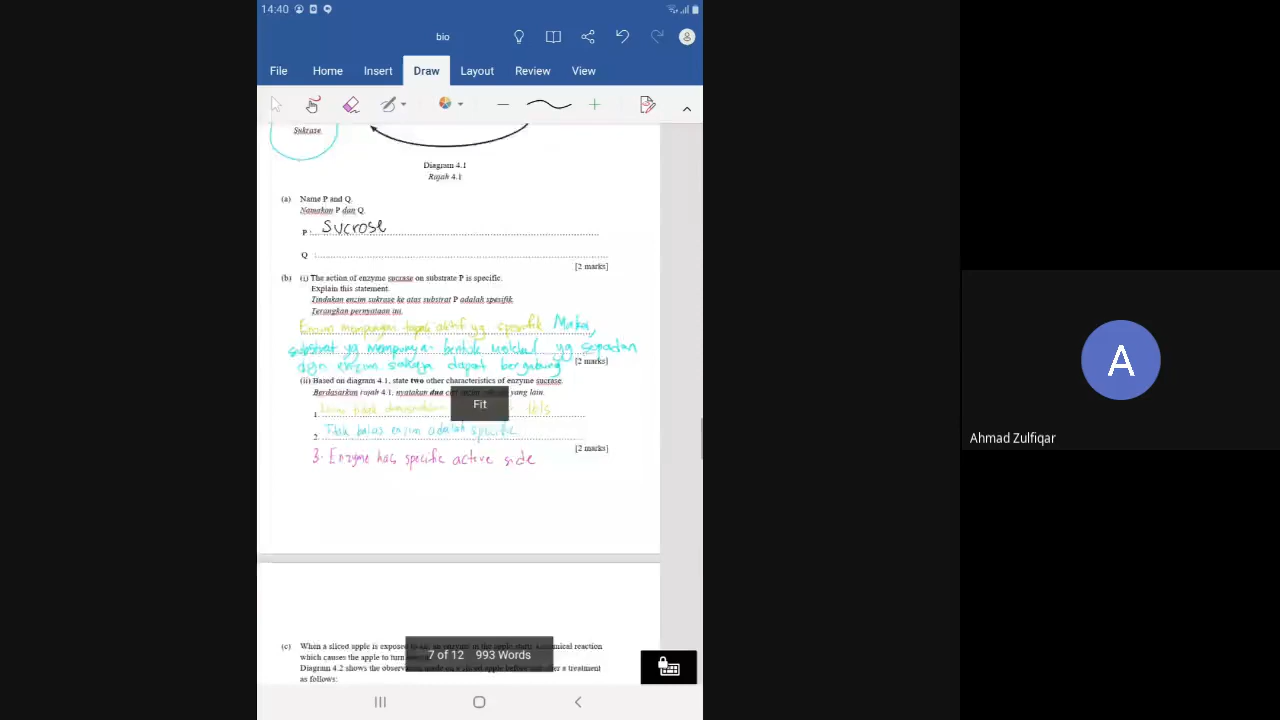 14:40
bio
File Home Insert Draw Layout Review View
Sukrase
Diagram 4.1
Rajah 4.1
(a) Name P and Q.
Namakan P dan Q.
P : Sucrose
Q :
[2 marks]
(b) (i) The action of enzyme sucrase on substrate P is specific.
Explain this statement.
Tindakan enzim sukrase ke atas substrat P adalah spesifik.
Terangkan pernyataan ini.
Enzim mempunyai tapak aktif yg spesifik Maka,
substrat yg mempunyai bentuk molekul yg sepadan
dgn enzim sahaja dapat bergabung
[2 marks]
(ii) Based on diagram 4.1, state two other characteristics of enzyme sucrase.
Berdasarkan rajah 4.1, nyatakan dua yang lain.
Fit
1.
2. Tindak balas enzim adalah specific
[2 marks]
3. Enzyme has specific active side
(c) When a sliced apple is exposed to reaction
which causes the apple to turn
Diagram 4.2 shows the a treatment
as follows:
7 of 12 993 Words
A
Ahmad Zulfiqar